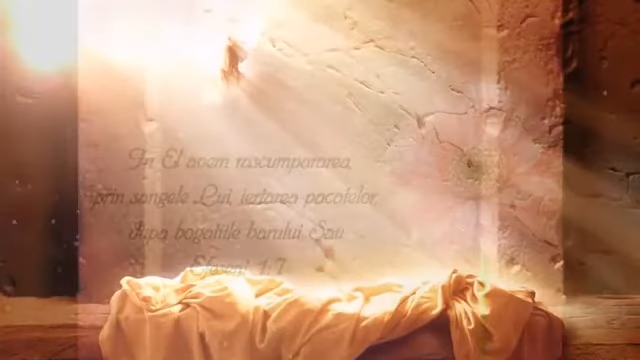 In El avem rascumpararea,
prin sangele Lui, iertarea pacatelor,
dupa bogatiile harului Sau
Efeseni 1:7